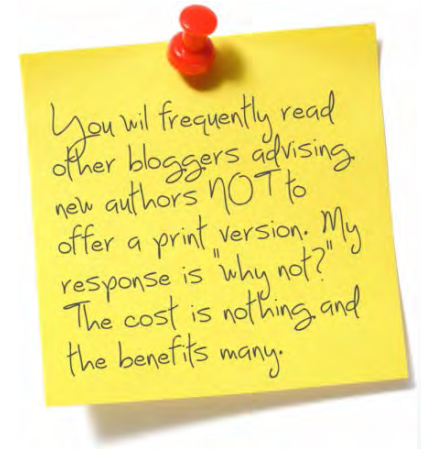 You wil frequently read
other bloggers advising
new authors NOT to
offer a print version. My
response is "why not?"
The cost is nothing and
the benefits many.